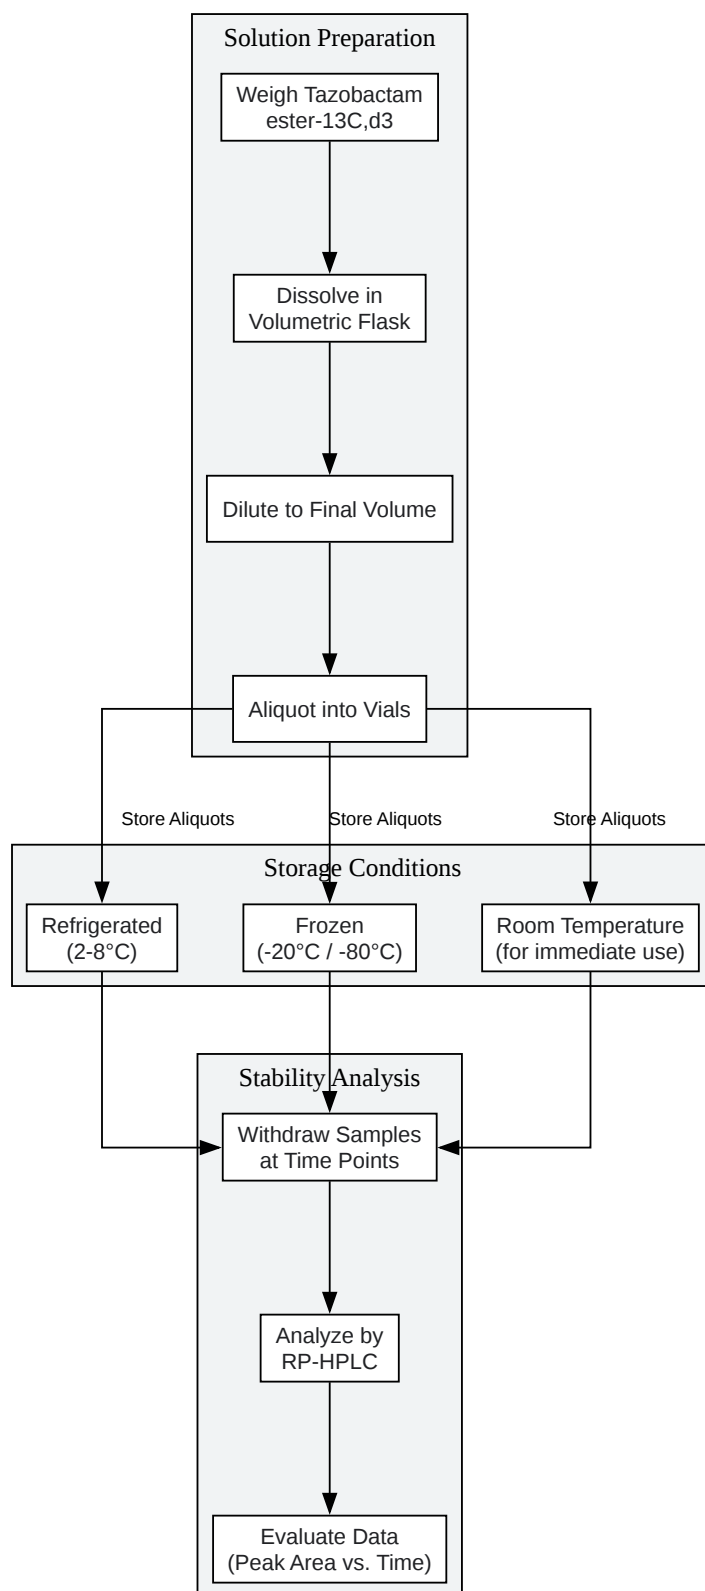 Solution Preparation
Weigh Tazobactam
ester-13C,d3
Dissolve in
Volumetric Flask
Dilute to Final Volume
Aliquot into Vials
Store Aliquots
Store Aliquots
Store Aliquots
Storage Conditions
Refrigerated
(2-8°C)
Frozen
(-20°C / -80°C)
Room Temperature
(for immediate use)
Stability Analysis
Withdraw Samples
at Time Points
Analyze by
RP-HPLC
Evaluate Data
(Peak Area vs. Time)